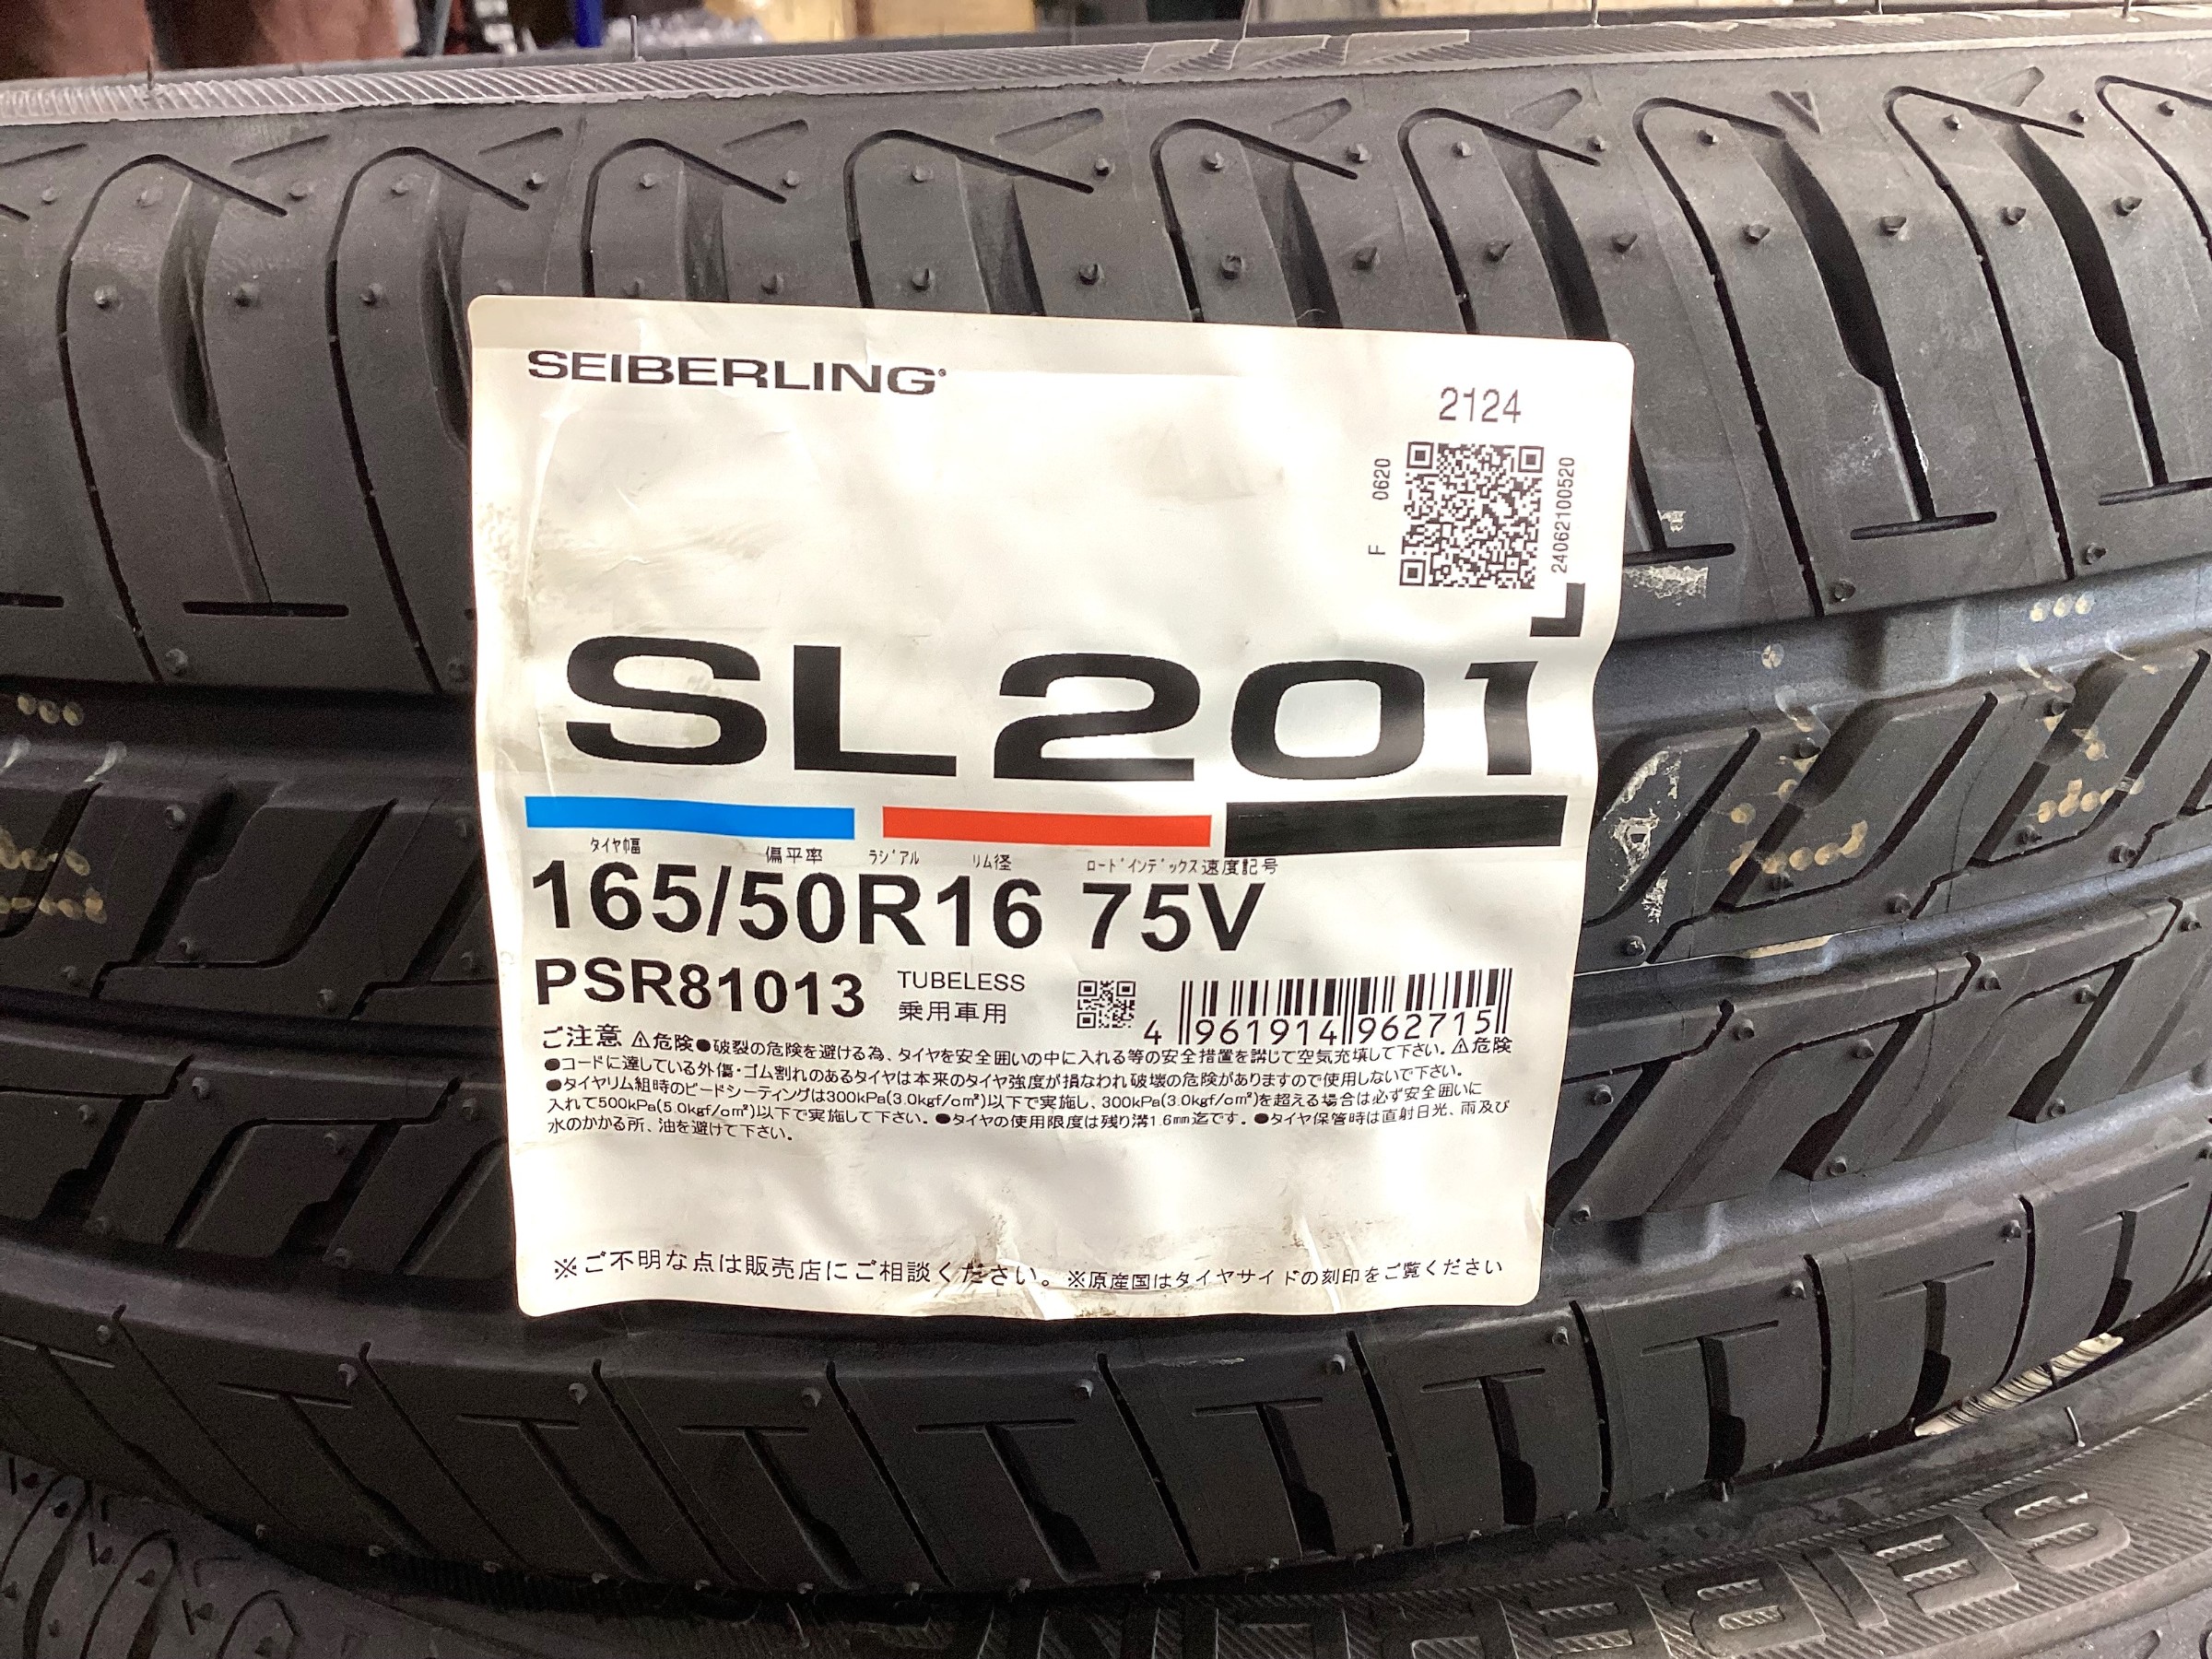 SEIBERLING
2124
F 0620
24062100520
SL201
タイヤ幅 偏平率 ラジアル リム径 ロードインデックス 速度記号
165/50R16 75V
PSR81013 TUBELESS
乗用車用
4 961914 962715
ご注意 ⚠危険●破裂の危険を避ける為、タイヤを安全囲いの中に入れる等の安全措置を講じて空気充填して下さい。⚠危険
●コードに達している外傷・ゴム割れのあるタイヤは本来のタイヤ強度が損なわれ破壊の危険がありますので使用しないで下さい。
●タイヤリム組時のビードシーティングは300kPa(3.0kgf/cm²)以下で実施し、300kPa(3.0kgf/cm²)を超える場合は必ず安全囲いに
入れて500kPa(5.0kgf/cm²)以下で実施して下さい。●タイヤの使用限度は残り溝1.6mm迄です。●タイヤ保管時は直射日光、雨及び
水のかかる所、油を避けて下さい。
※ご不明な点は販売店にご相談ください。※原産国はタイヤサイドの刻印をご覧ください
SEIBERLING